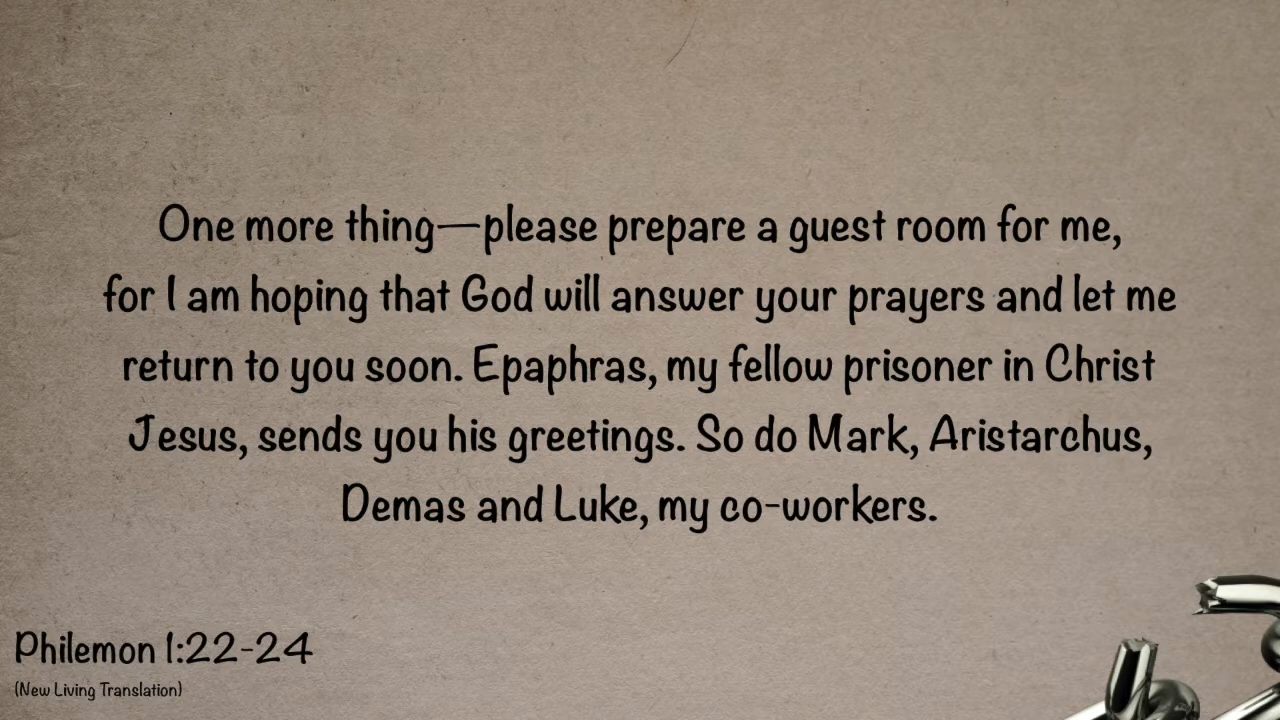 One more thing—please prepare a guest room for me,
for I am hoping that God will answer your prayers and let me
return to you soon. Epaphras, my fellow prisoner in Christ
Jesus, sends you his greetings. So do Mark, Aristarchus,
Demas and Luke, my co-workers.
Philemon 1:22-24
(New Living Translation)